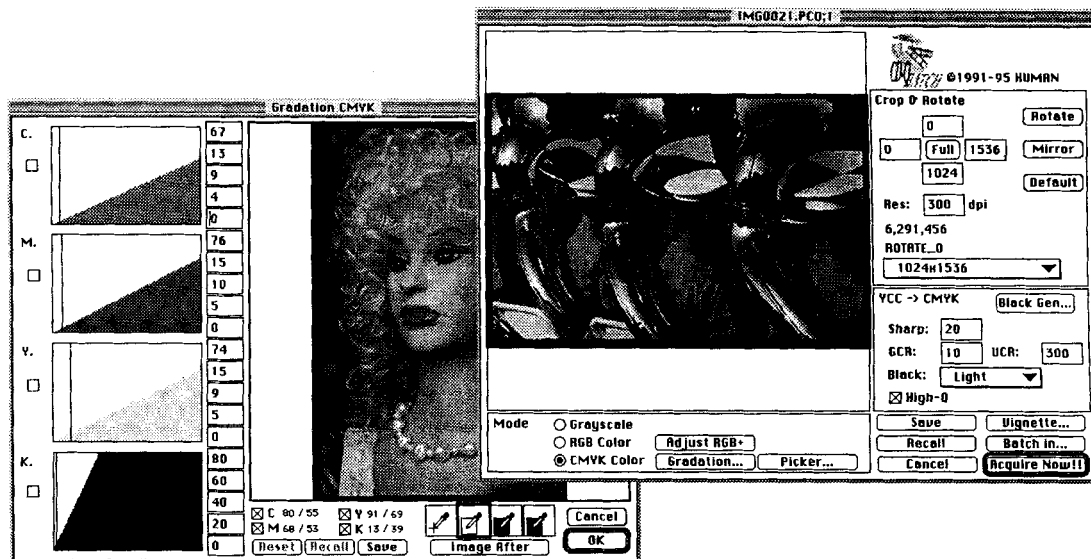 Gradation CMYK
C.
67
13
9
4
0
M.
76
15
10
5
0
Y.
74
15
9
5
0
K.
80
60
40
20
0
C 80 / 55
Y 91 / 69
M 68 / 53
K 13 / 39
Reset
Recall
Save
Image After
Cancel
OK
IMG0021.PCD;1
©1991-95 HUMAN
Crop & Rotate
0
Rotate
0
Full
1536
Mirror
1024
Default
Res: 300 dpi
6,291,456
ROTATE_0
1024x1536
YCC -> CMYK
Black Gen...
Sharp: 20
GCR: 10 UCR: 300
Black: Light
High-Q
Mode
Grayscale
RGB Color
Adjust RGB+
CMYK Color
Gradation...
Picker...
Save
Vignette...
Recall
Batch in...
Cancel
Acquire Now!!